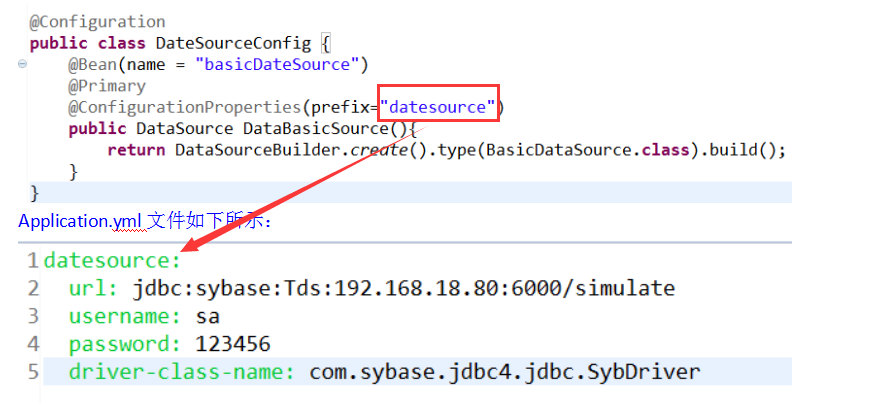 @Configuration
public class DateSourceConfig {
@Bean(name = "basicDateSource")
@Primary
@ConfigurationProperties(prefix="datesource")
public DataSource DataBasicSource(){
return DataSourceBuilder.create().type(BasicDataSource.class).build();
}
}
Application.yml 文件如下所示：
1 datesource:
2 url: jdbc:sybase:Tds:192.168.18.80:6000/simulate
3 username: sa
4 password: 123456
5 driver-class-name: com.sybase.jdbc4.jdbc.SybDriver